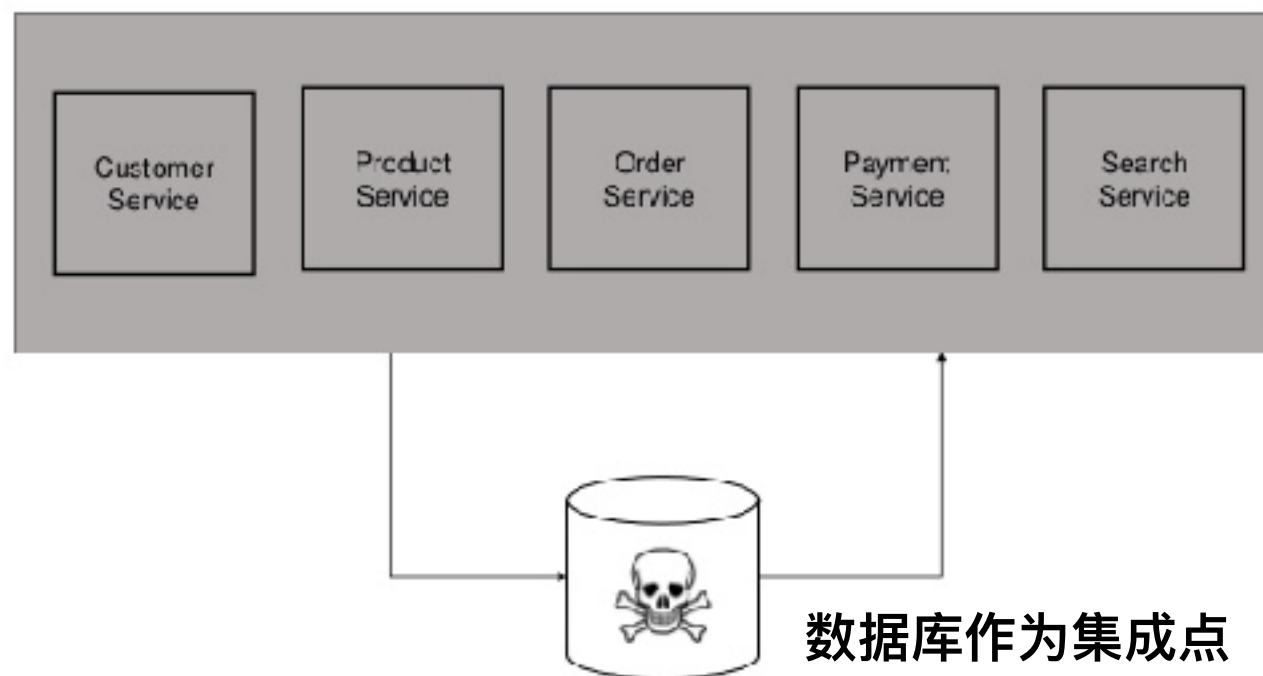 Customer
Service
Product
Service
Order
Service
Payment
Service
Search
Service
数据库作为集成点